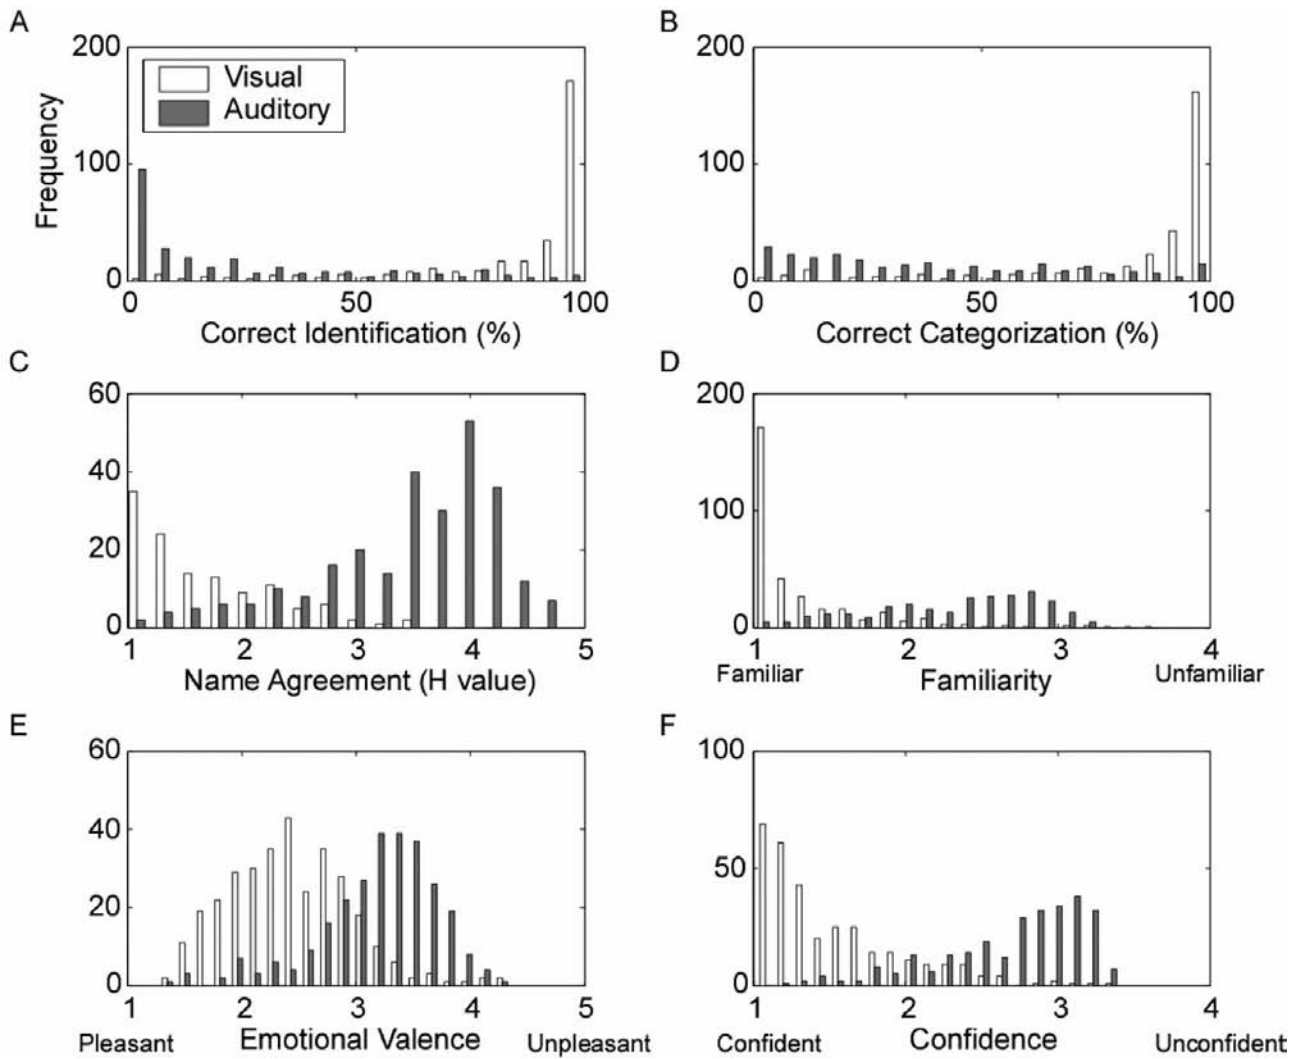 A
200
Visual
Auditory
100
0
Frequency
0 50 100
Correct Identification (%)
B
200
100
0
0 50 100
Correct Categorization (%)
C
60
40
20
0
1 2 3 4 5
Name Agreement (H value)
D
200
100
0
1 2 3 4
Familiar Familiarity Unfamiliar
E
60
40
20
0
1 2 3 4 5
Pleasant Emotional Valence Unpleasant
F
100
50
0
1 2 3 4
Confident Confidence Unconfident